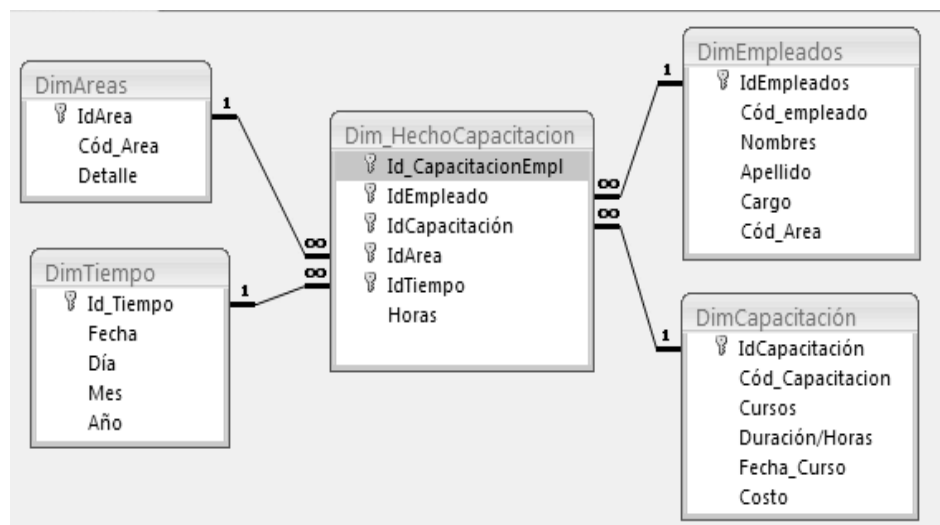 DimAreas
IdArea
Cód_Area
Detalle
1
∞
DimTiempo
Id_Tiempo
Fecha
Día
Mes
Año
1
∞
Dim_HechoCapacitacion
Id_CapacitacionEmpl
IdEmpleado
IdCapacitación
IdArea
IdTiempo
Horas
DimEmpleados
IdEmpleados
Cód_empleado
Nombres
Apellido
Cargo
Cód_Area
1
∞
DimCapacitación
IdCapacitación
Cód_Capacitacion
Cursos
Duración/Horas
Fecha_Curso
Costo
1
∞